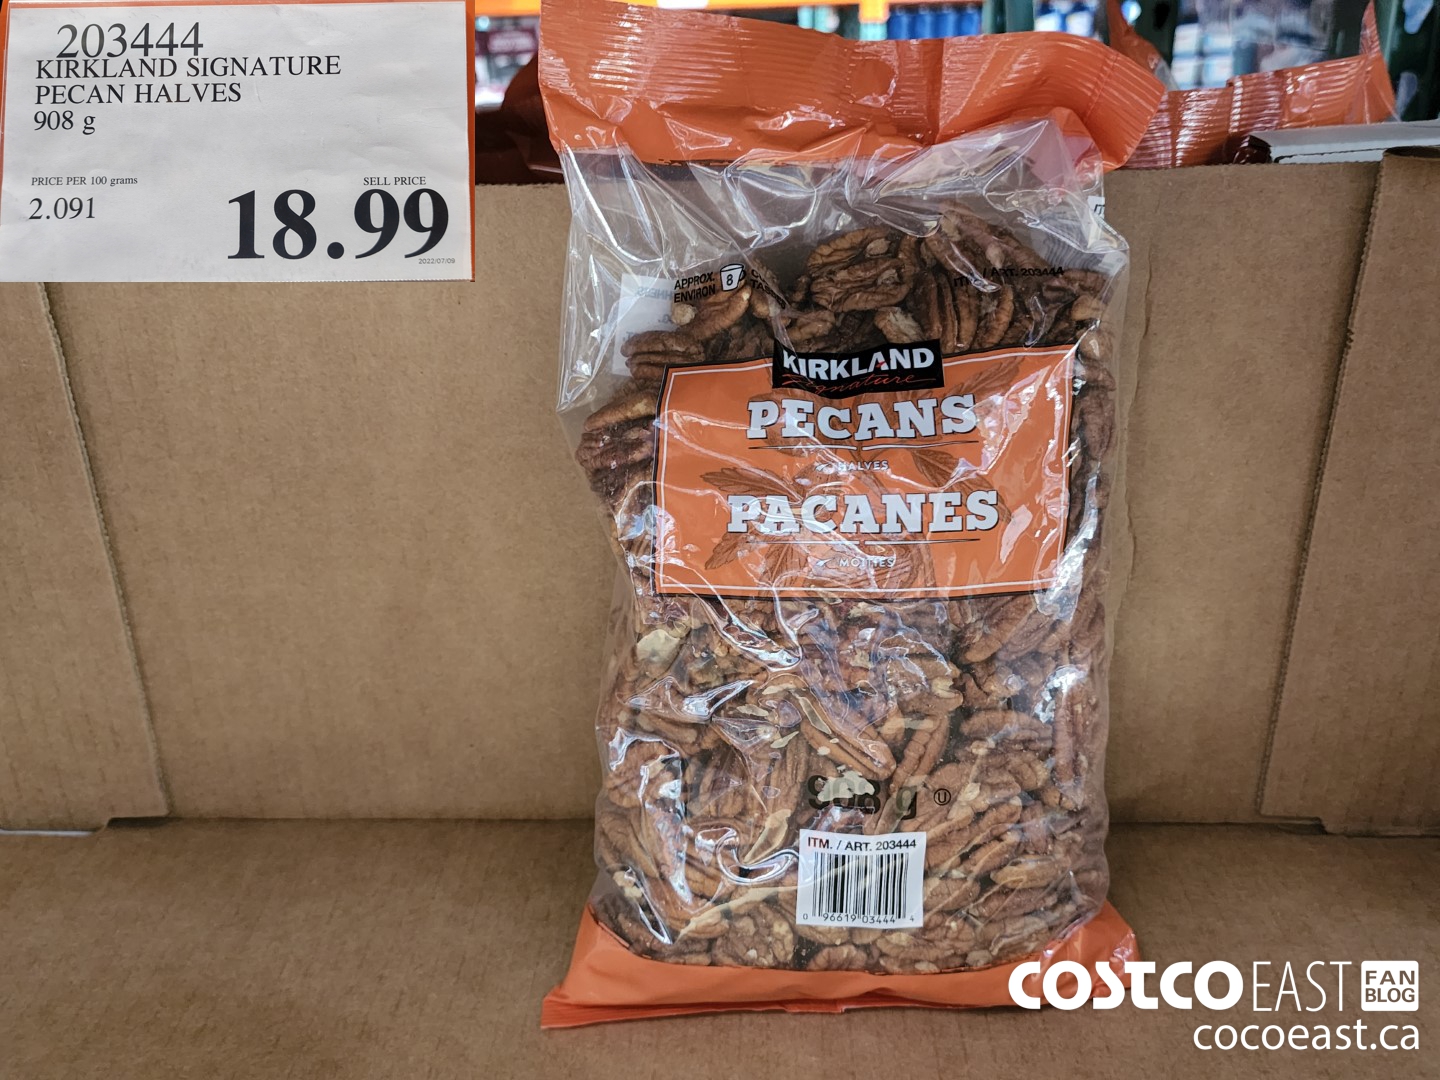 203444
KIRKLAND SIGNATURE
PECAN HALVES
908 g
PRICE PER 100 grams
2.091
SELL PRICE
18.99
2022/07/09
APPROX. 8
ENVIRON
ITM. / ART. 203444
KIRKLAND
Signature
PECANS
HALVES
PACANES
MOITIÉS
908 g U
ITM. / ART. 203444
0 96619 03444 4
COSTCO EAST FAN BLOG
cocoeast.ca